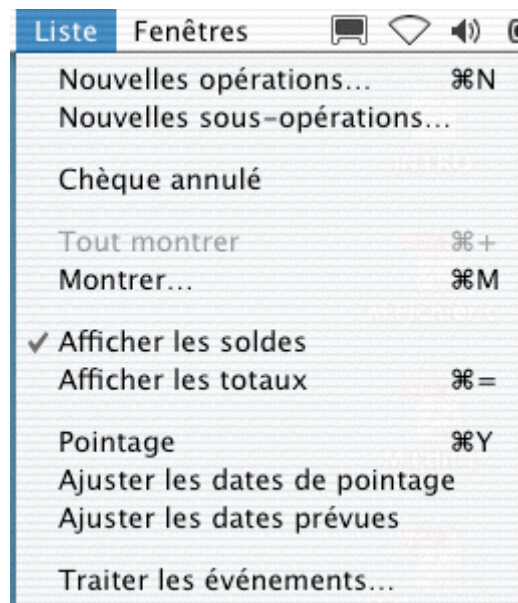 Liste Fenêtres
Nouvelles opérations... ⌘N
Nouvelles sous-opérations...
Chèque annulé
Tout montrer ⌘+
Montrer... ⌘M
✓ Afficher les soldes
Afficher les totaux ⌘=
Pointage ⌘Y
Ajuster les dates de pointage
Ajuster les dates prévues
Traiter les événements...